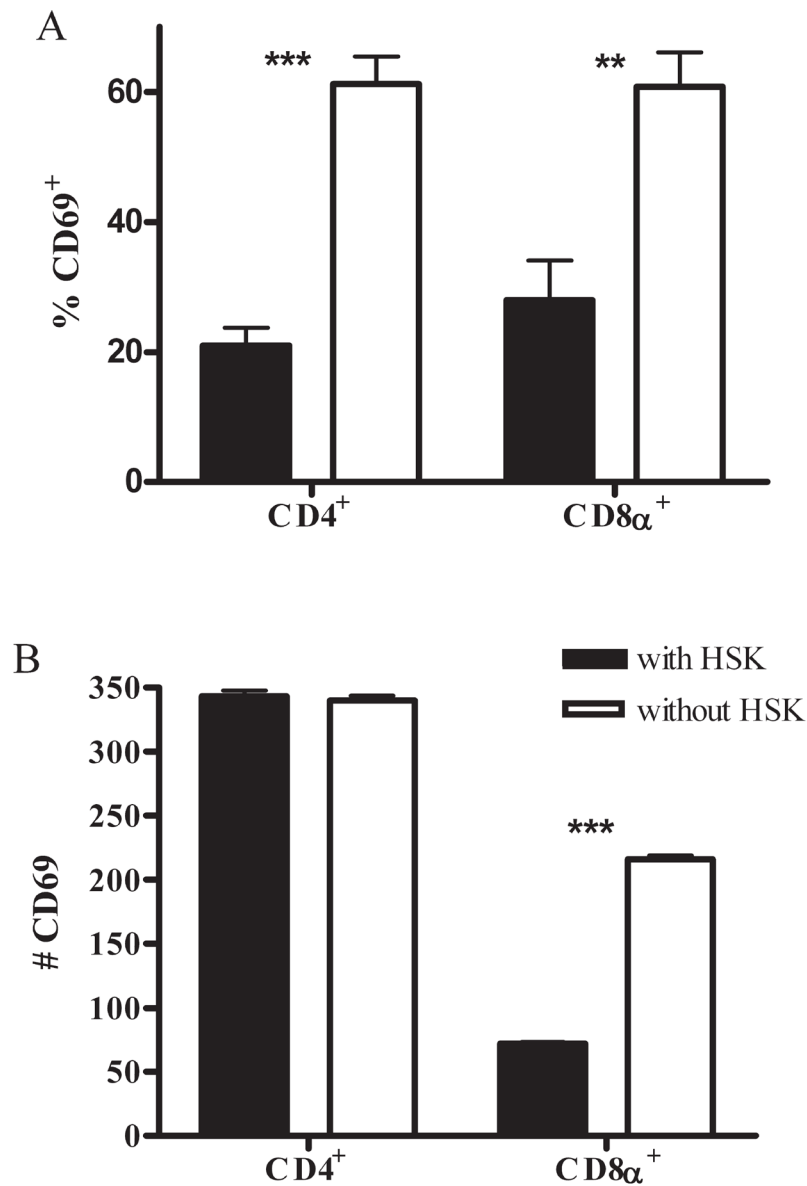 A
*** **
% CD69+
60
40
20
0
CD4+ CD8α+
B
with HSK
without HSK
# CD69
350
300
250
200
150
100
50
0
***
CD4+ CD8α+